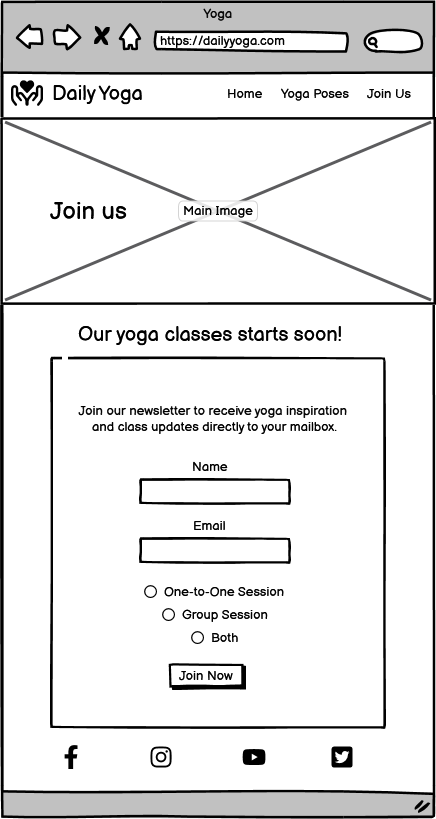 Yoga
https://dailyyoga.com
Daily Yoga
Home Yoga Poses Join Us
Join us
Main Image
Our yoga classes starts soon!
Join our newsletter to receive yoga inspiration
and class updates directly to your mailbox.
Name
Email
One-to-One Session
Group Session
Both
Join Now